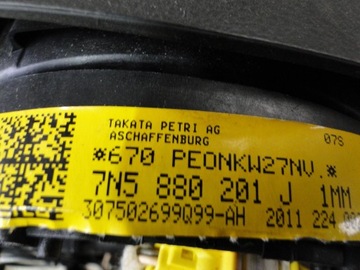 TAKATA PETRI AG
ASCHAFFENBURG 07S
*670 PEONKW27NV.*
7N5 880 201 J 1MM
307502699Q99-AH 2011 224